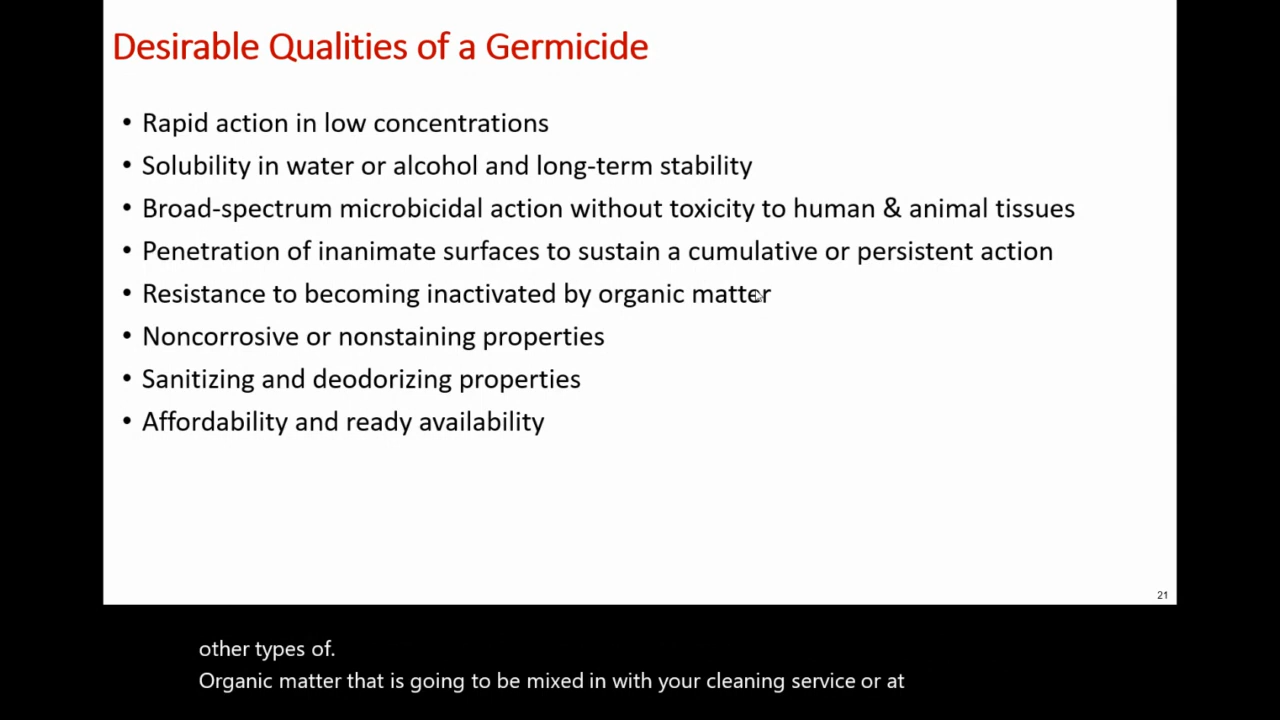 Desirable Qualities of a Germicide
• Rapid action in low concentrations
• Solubility in water or alcohol and long-term stability
• Broad-spectrum microbicidal action without toxicity to human & animal tissues
• Penetration of inanimate surfaces to sustain a cumulative or persistent action
• Resistance to becoming inactivated by organic matter
• Noncorrosive or nonstaining properties
• Sanitizing and deodorizing properties
• Affordability and ready availability
21
other types of.
Organic matter that is going to be mixed in with your cleaning service or at